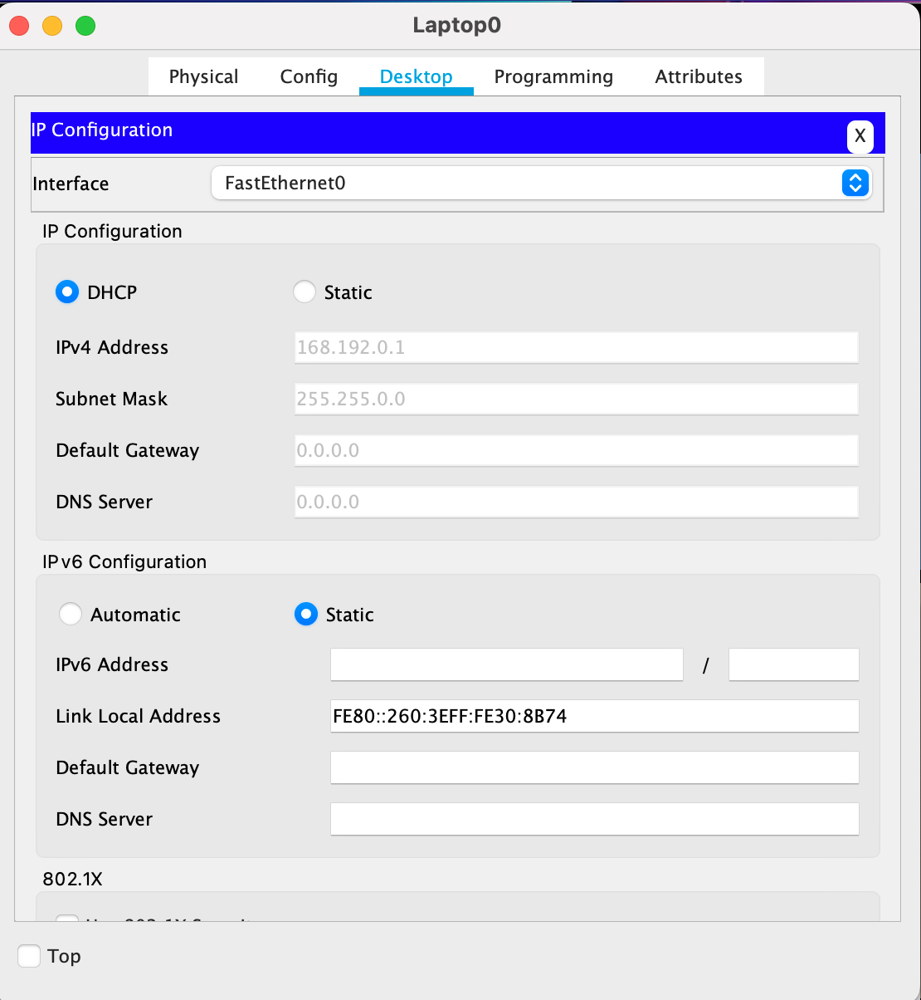 Laptop0
Physical Config Desktop Programming Attributes
IP Configuration
X
Interface FastEthernet0
IP Configuration
DHCP Static
IPv4 Address 168.192.0.1
Subnet Mask 255.255.0.0
Default Gateway 0.0.0.0
DNS Server 0.0.0.0
IPv6 Configuration
Automatic Static
IPv6 Address /
Link Local Address FE80::260:3EFF:FE30:8B74
Default Gateway
DNS Server
802.1X
Top